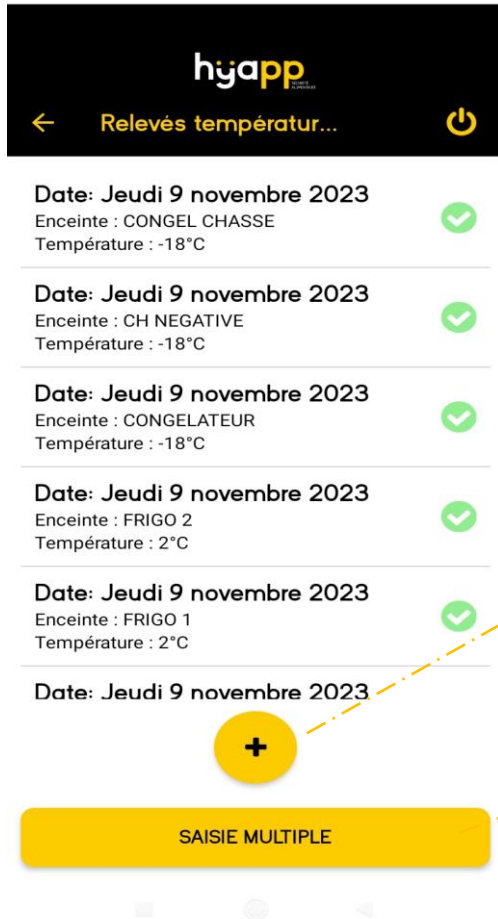 hyapp
Relevés températur...
Date: Jeudi 9 novembre 2023
Enceinte : CONGEL CHASSE
Température : -18°C
Date: Jeudi 9 novembre 2023
Enceinte : CH NEGATIVE
Température : -18°C
Date: Jeudi 9 novembre 2023
Enceinte : CONGELATEUR
Température : -18°C
Date: Jeudi 9 novembre 2023
Enceinte : FRIGO 2
Température : 2°C
Date: Jeudi 9 novembre 2023
Enceinte : FRIGO 1
Température : 2°C
Date: Jeudi 9 novembre 2023
SAISIE MULTIPLE